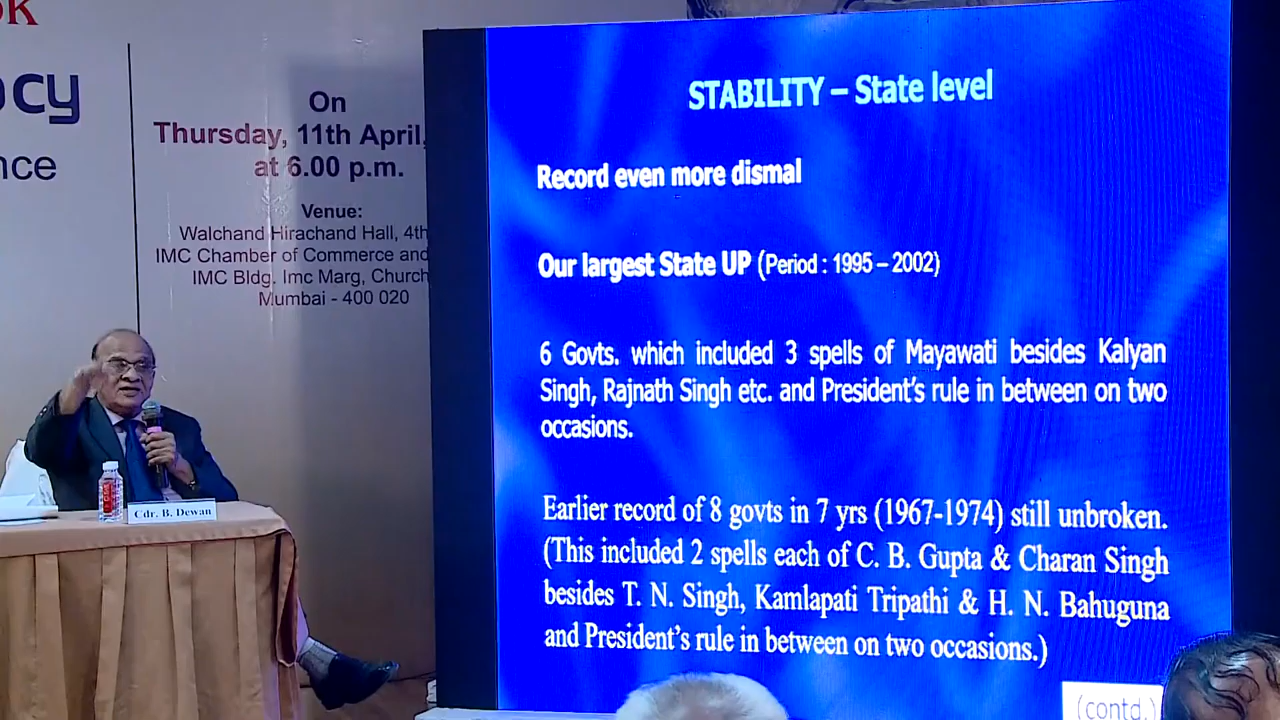 ocy
nce
On
Thursday, 11th April,
at 6.00 p.m.
Venue:
Walchand Hirachand Hall, 4th
IMC Chamber of Commerce and
IMC Bldg. Imc Marg, Church
Mumbai - 400 020
Cdr. B. Dewan
STABILITY – State level
Record even more dismal
Our largest State UP (Period : 1995 – 2002)
6 Govts. which included 3 spells of Mayawati besides Kalyan
Singh, Rajnath Singh etc. and President's rule in between on two
occasions.
Earlier record of 8 govts in 7 yrs (1967-1974) still unbroken.
(This included 2 spells each of C. B. Gupta & Charan Singh
besides T. N. Singh, Kamlapati Tripathi & H. N. Bahuguna
and President's rule in between on two occasions.)
(contd.)